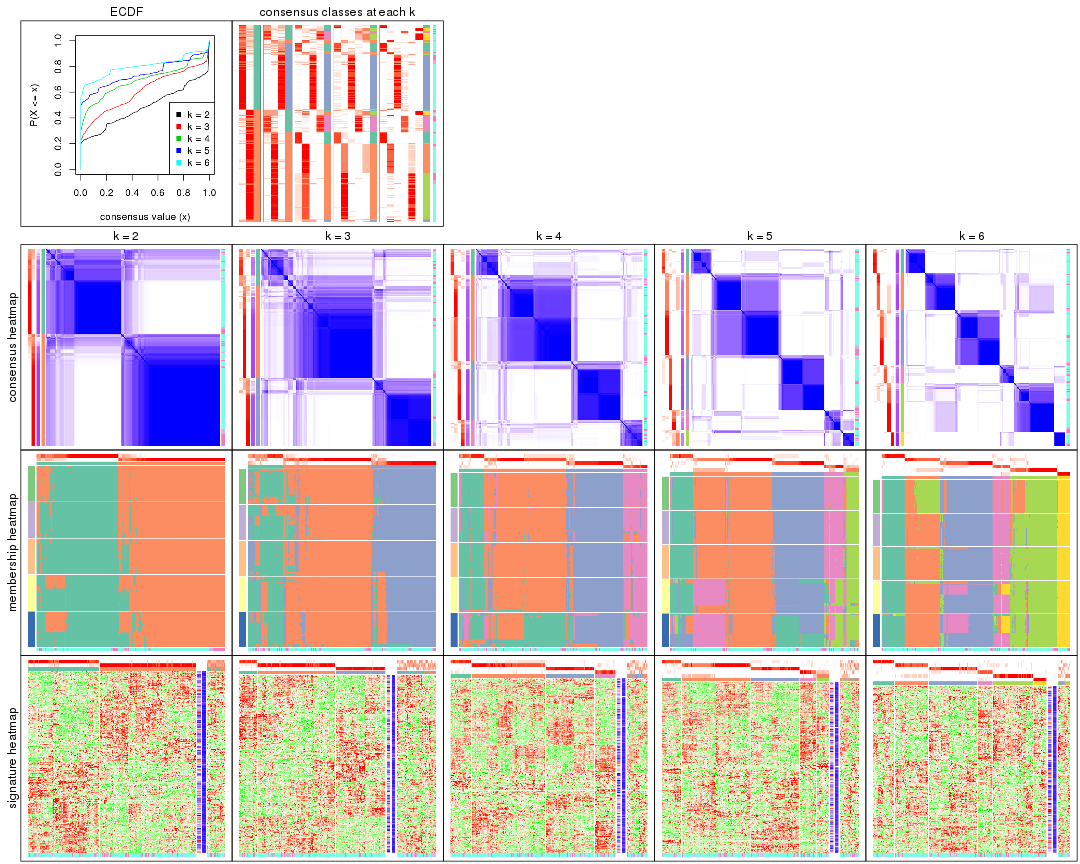 ECDF
consensus classes at each k
P(X <= x)
0.0 0.2 0.4 0.6 0.8 1.0
k = 2
k = 3
k = 4
k = 5
k = 6
0.0 0.2 0.4 0.6 0.8 1.0
consensus value (x)
k = 2 k = 3 k = 4 k = 5 k = 6
consensus heatmap
membership heatmap
signature heatmap